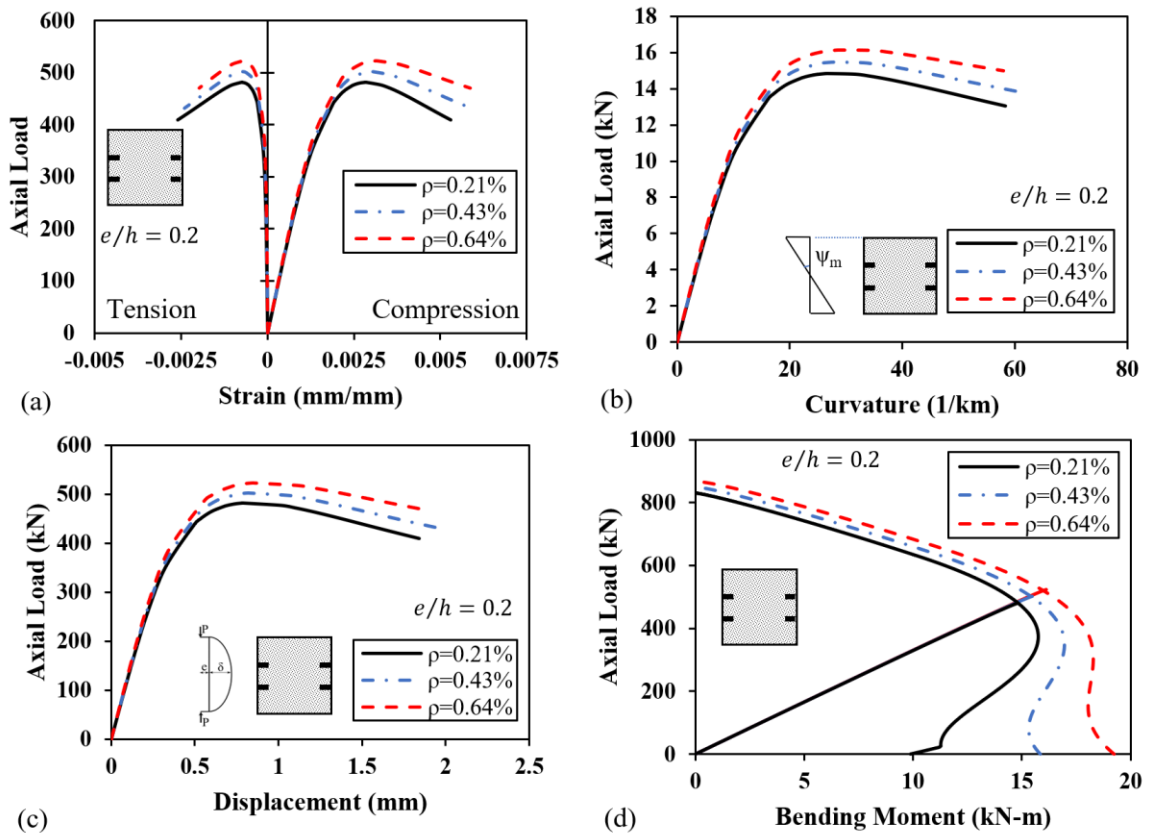 600
500
400
300
200
100
0
Axial Load
e/h = 0.2
ρ=0.21%
ρ=0.43%
ρ=0.64%
Tension
Compression
-0.005
-0.0025
0
0.0025
0.005
0.0075
Strain (mm/mm)
(a)
18
16
14
12
10
8
6
4
2
0
Axial Load (kN)
e/h = 0.2
ψm
ρ=0.21%
ρ=0.43%
ρ=0.64%
0
20
40
60
80
Curvature (1/km)
(b)
600
500
400
300
200
100
0
Axial Load (kN)
e/h = 0.2
P
e
δ
P
ρ=0.21%
ρ=0.43%
ρ=0.64%
0
0.5
1
1.5
2
2.5
Displacement (mm)
(c)
1000
800
600
400
200
0
Axial Load (kN)
e/h = 0.2
ρ=0.21%
ρ=0.43%
ρ=0.64%
0
5
10
15
20
Bending Moment (kN-m)
(d)